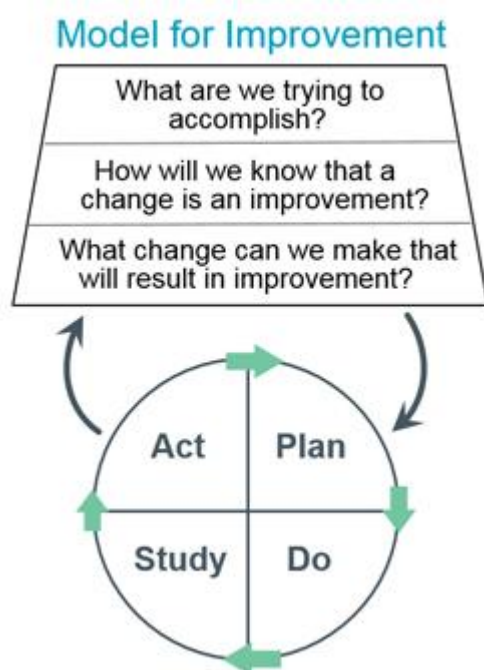 Model for Improvement
What are we trying to
accomplish?
How will we know that a
change is an improvement?
What change can we make that
will result in improvement?
Act
Plan
Study
Do